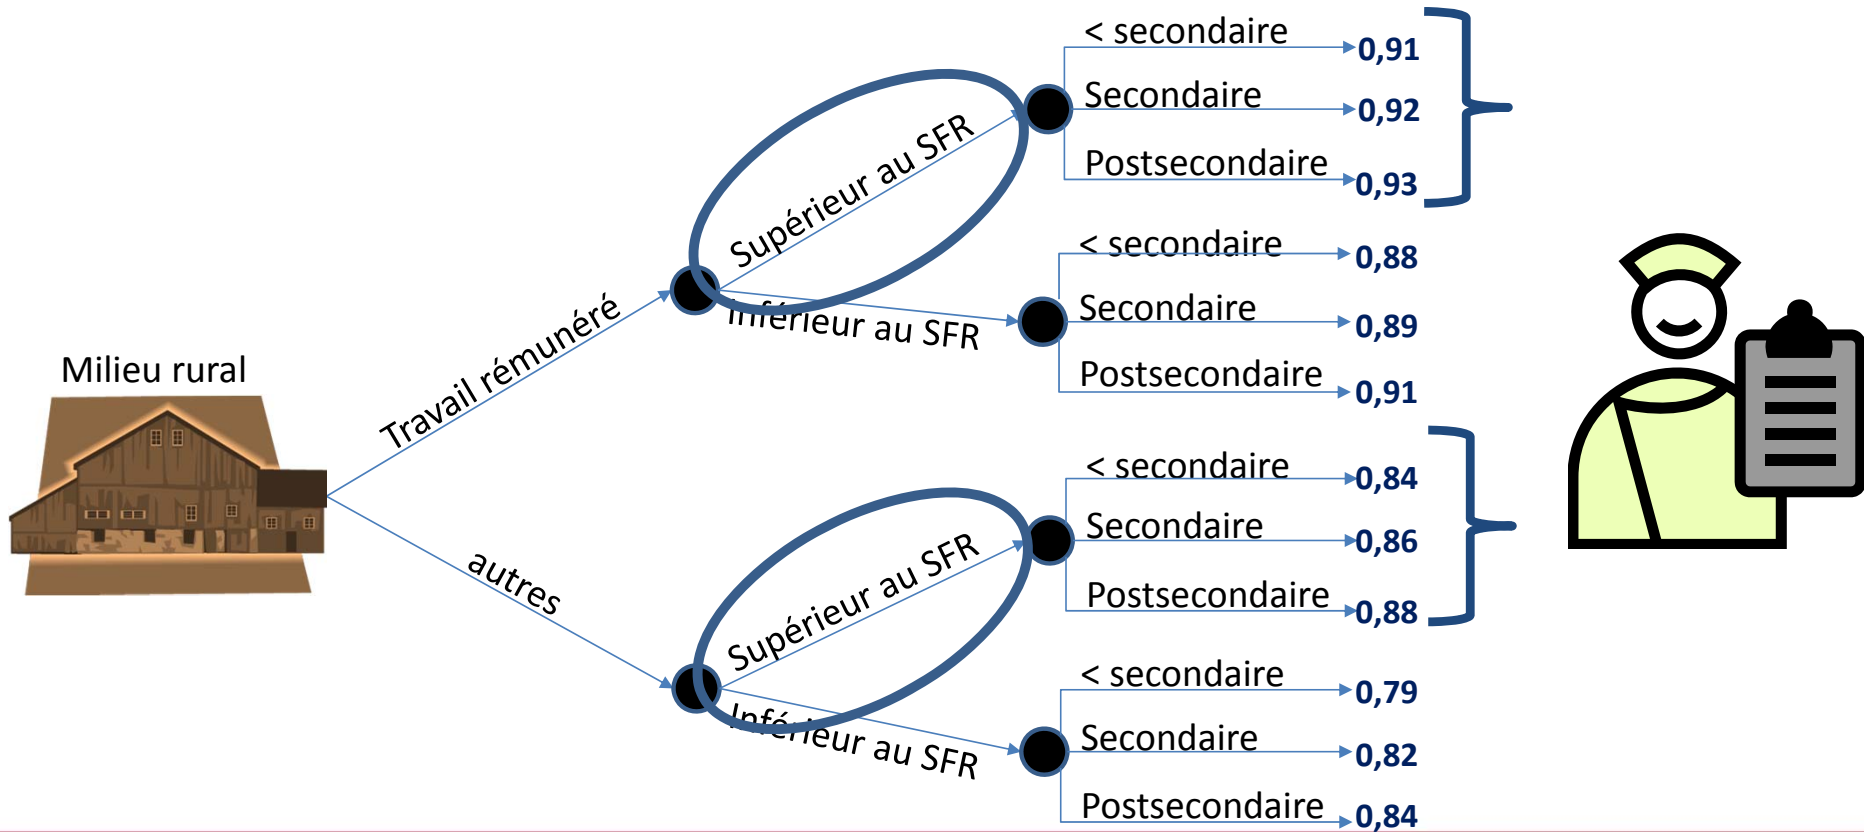 Milieu rural
Travail rémunéré
Supérieur au SFR
< secondaire
0,91
Secondaire
0,92
Postsecondaire
0,93
Inférieur au SFR
< secondaire
0,88
Secondaire
0,89
Postsecondaire
0,91
autres
Supérieur au SFR
< secondaire
0,84
Secondaire
0,86
Postsecondaire
0,88
Inférieur au SFR
< secondaire
0,79
Secondaire
0,82
Postsecondaire
0,84